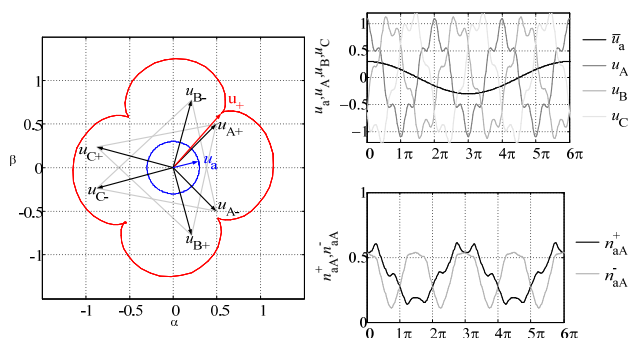 1
0.5
0
-0.5
-1
β
-1
-0.5
0
0.5
1
α
u_B-
u_+
u_A+
u_C+
u_a
u_C-
u_A-
u_B+
u_a,u_A,u_B,u_C
1
0.5
0
−0.5
−1
0
1π
2π
3π
4π
5π
6π
u̅_a
u_A
u_B
u_C
n^+_aA,n^-_aA
1
0.5
0
0
1π
2π
3π
4π
5π
6π
n^+_aA
n^-_aA